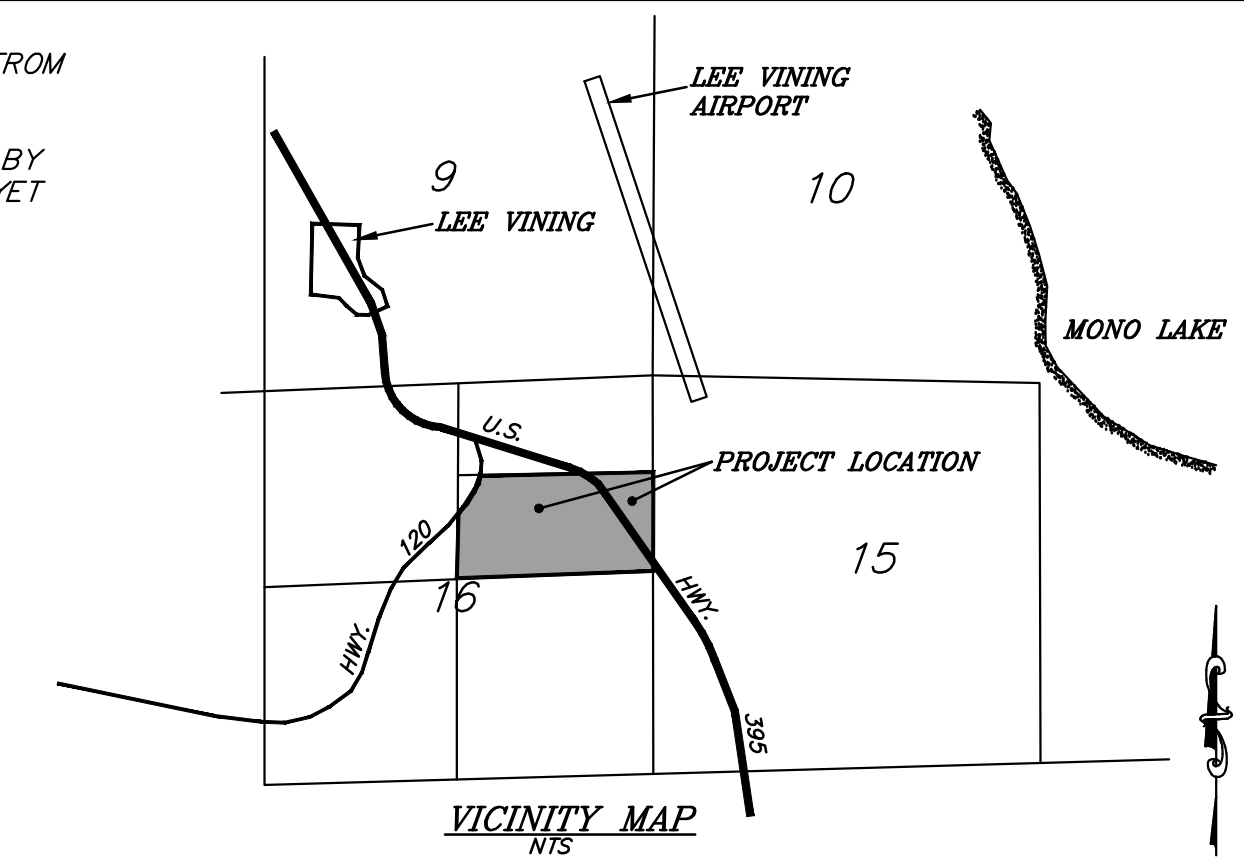 FROM
BY
YET
LEE VINING
AIRPORT
9
10
LEE VINING
MONO LAKE
U.S.
PROJECT LOCATION
120
15
16
HWY.
HWY.
395
VICINITY MAP
NTS